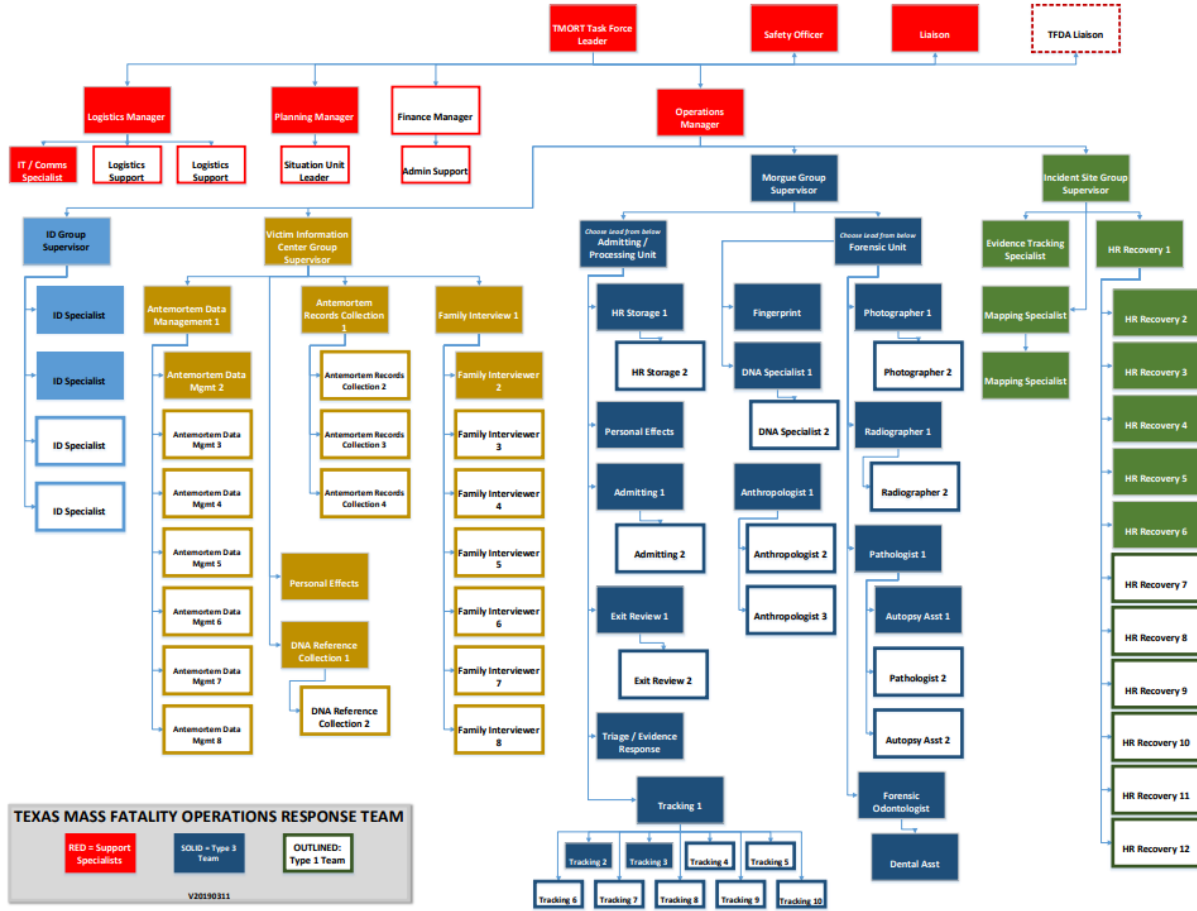 TMORT Task Force
Leader
Safety Officer
Liaison
TFDA Liaison
Logistics Manager
Planning Manager
Finance Manager
Operations
Manager
IT / Comms
Specialist
Logistics
Support
Logistics
Support
Situation Unit
Leader
Admin Support
Morgue Group
Supervisor
Incident Site Group
Supervisor
ID Group
Supervisor
Victim Information
Center Group
Supervisor
Choose Lead from below
Admitting /
Processing Unit
Choose Lead from below
Forensic Unit
Evidence Tracking
Specialist
HR Recovery 1
ID Specialist
ID Specialist
ID Specialist
ID Specialist
Antemortem Data
Management 1
Antemortem Data
Mgmt 2
Antemortem Data
Mgmt 3
Antemortem Data
Mgmt 4
Antemortem Data
Mgmt 5
Antemortem Data
Mgmt 6
Antemortem Data
Mgmt 7
Antemortem Data
Mgmt 8
Antemortem
Records Collection
1
Antemortem Records
Collection 2
Antemortem Records
Collection 3
Antemortem Records
Collection 4
Personal Effects
DNA Reference
Collection 1
DNA Reference
Collection 2
Family Interview 1
Family Interviewer
2
Family Interviewer
3
Family Interviewer
4
Family Interviewer
5
Family Interviewer
6
Family Interviewer
7
Family Interviewer
8
HR Storage 1
HR Storage 2
Personal Effects
Admitting 1
Admitting 2
Exit Review 1
Exit Review 2
Triage / Evidence
Response
Tracking 1
Tracking 2
Tracking 3
Tracking 4
Tracking 5
Tracking 6
Tracking 7
Tracking 8
Tracking 9
Tracking 10
Fingerprint
DNA Specialist 1
DNA Specialist 2
Anthropologist 1
Anthropologist 2
Anthropologist 3
Photographer 1
Photographer 2
Radiographer 1
Radiographer 2
Pathologist 1
Autopsy Asst 1
Pathologist 2
Autopsy Asst 2
Forensic
Odontologist
Dental Asst
Mapping Specialist
Mapping Specialist
HR Recovery 2
HR Recovery 3
HR Recovery 4
HR Recovery 5
HR Recovery 6
HR Recovery 7
HR Recovery 8
HR Recovery 9
HR Recovery 10
HR Recovery 11
HR Recovery 12
TEXAS MASS FATALITY OPERATIONS RESPONSE TEAM
RED = Support
Specialists
SOLID = Type 3
Team
OUTLINED:
Type 1 Team
V20190311